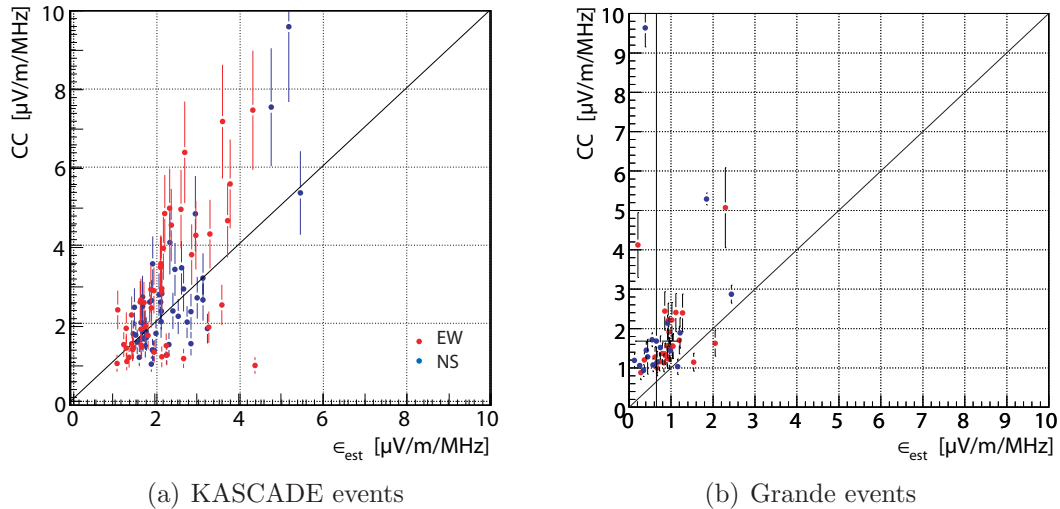 CC [μV/m/MHz]
10
8
6
4
2
0
0 2 4 6 8 10
EW
NS
ϵest [μV/m/MHz]
(a) KASCADE events
CC [μV/m/MHz]
10
9
8
7
6
5
4
3
2
1
0
0 1 2 3 4 5 6 7 8 9 10
ϵest [μV/m/MHz]
(b) Grande events